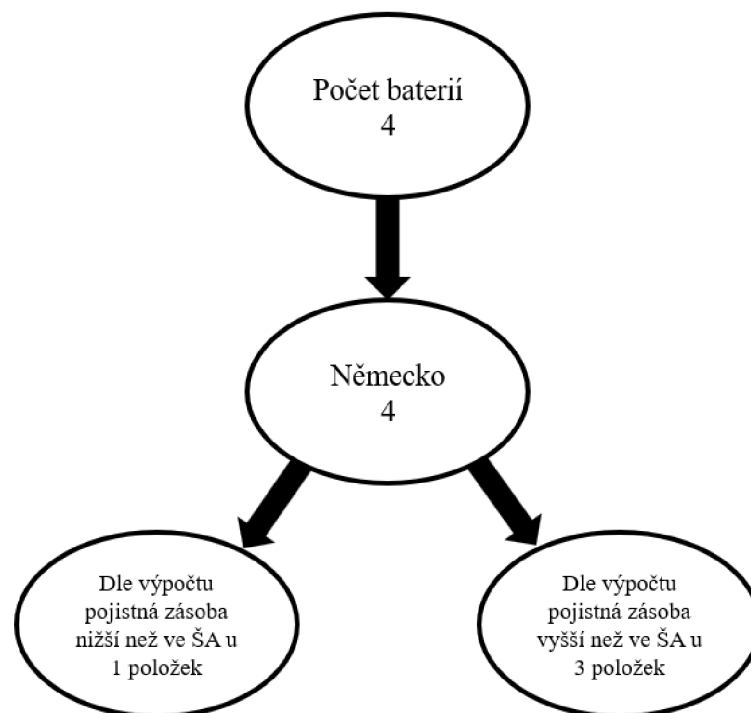 Počet baterií
4
Německo
4
Dle výpočtu
pojistná zásoba
nižší než ve ŠA u
1 položek
Dle výpočtu
pojistná zásoba
vyšší než ve ŠA u
3 položek